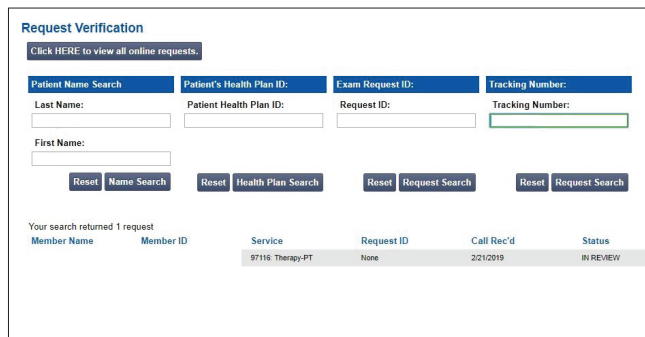 Request Verification
Click HERE to view all online requests.
Patient Name Search Patient's Health Plan ID: Exam Request ID: Tracking Number:
Last Name: Patient Health Plan ID: Request ID: Tracking Number:
First Name:
Reset Name Search Reset Health Plan Search Reset Request Search Reset Request Search
Your search returned 1 request
Member Name Member ID Service Request ID Call Rec'd Status
97116: Therapy-PT None 2/21/2019 IN REVIEW